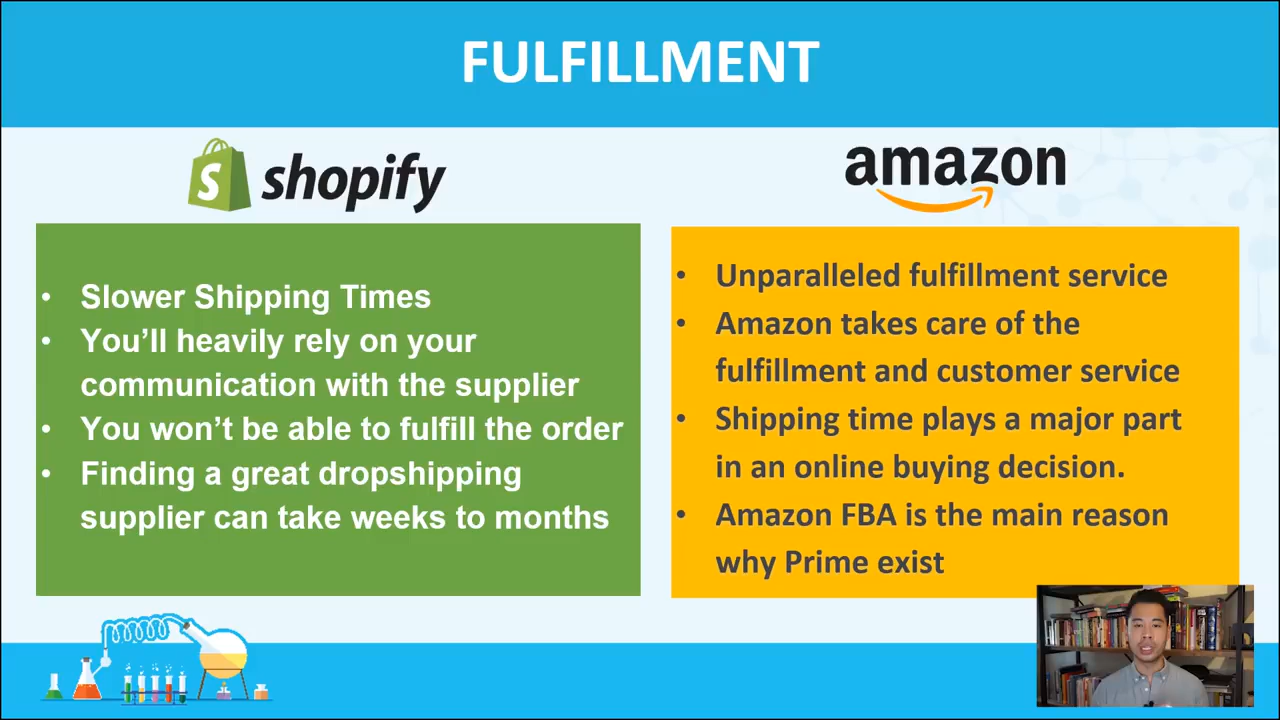 FULFILLMENT
shopify
Slower Shipping Times
You'll heavily rely on your
communication with the supplier
You won't be able to fulfill the order
Finding a great dropshipping
supplier can take weeks to months
amazon
Unparalleled fulfillment service
Amazon takes care of the
fulfillment and customer service
Shipping time plays a major part
in an online buying decision.
Amazon FBA is the main reason
why Prime exist